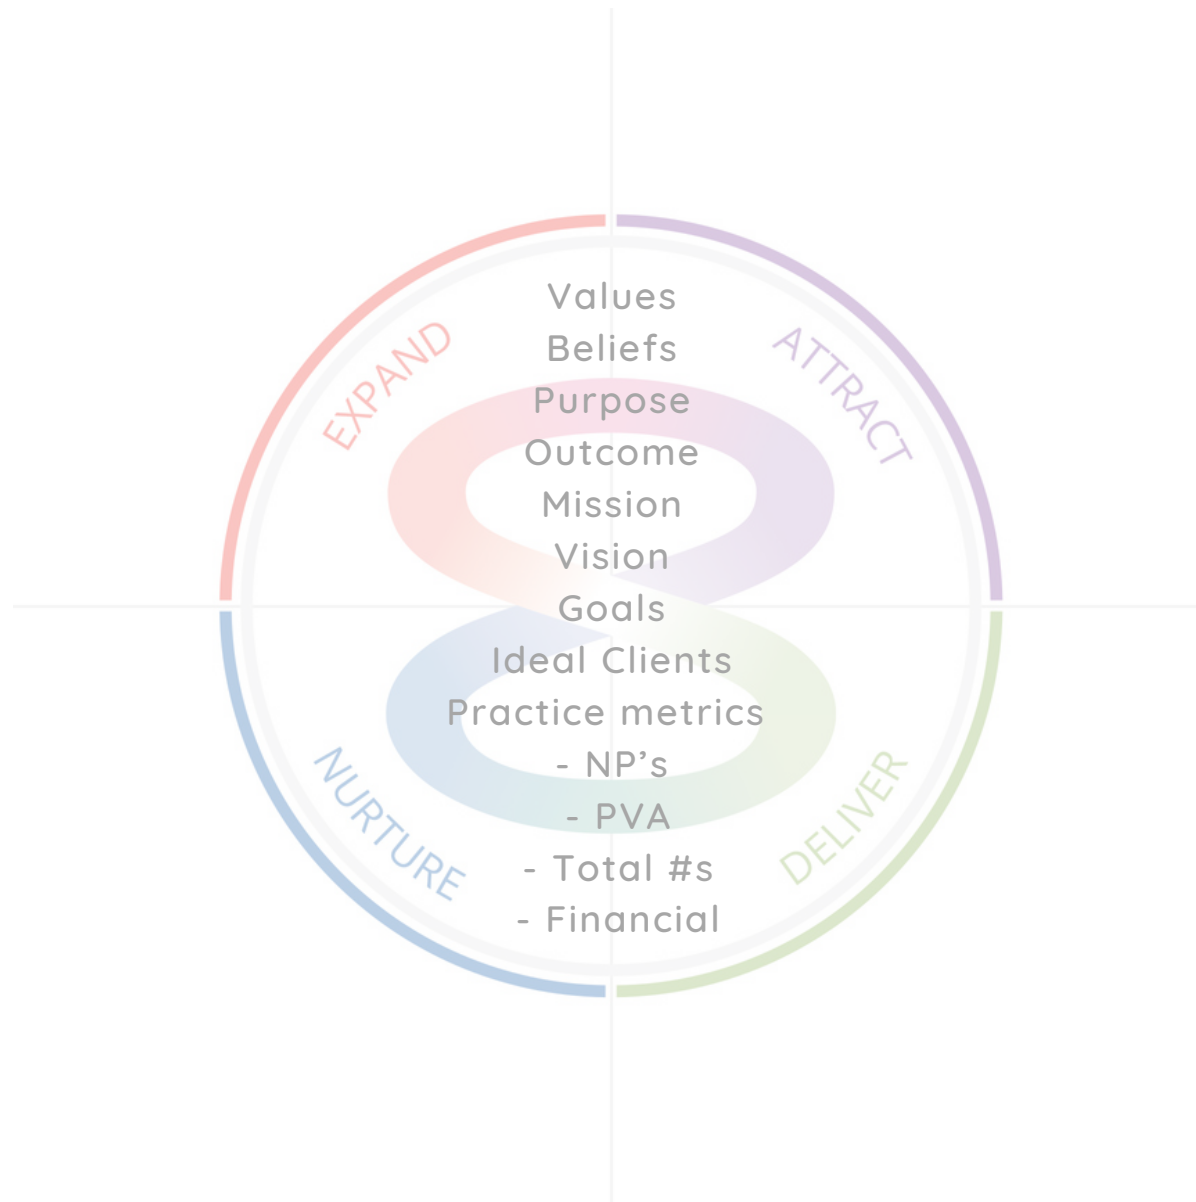 EXPAND
ATTRACT
Values
Beliefs
Purpose
Outcome
Mission
Vision
Goals
Ideal Clients
Practice metrics
- NP’s
- PVA
- Total #s
- Financial
NURTURE
DELIVER